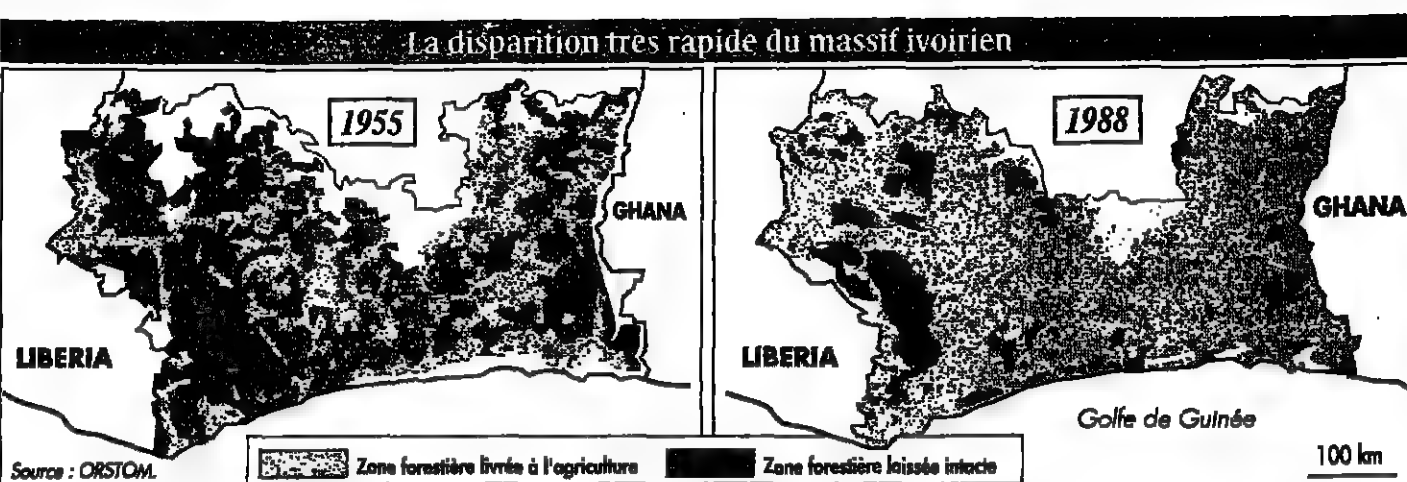 La disparition très rapide du massif ivoirien
1955
GHANA
LIBERIA
Source : ORSTOM.
1988
GHANA
LIBERIA
Golfe de Guinée
100 km
Zone forestière livrée à l'agriculture
Zone forestière laissée intacte